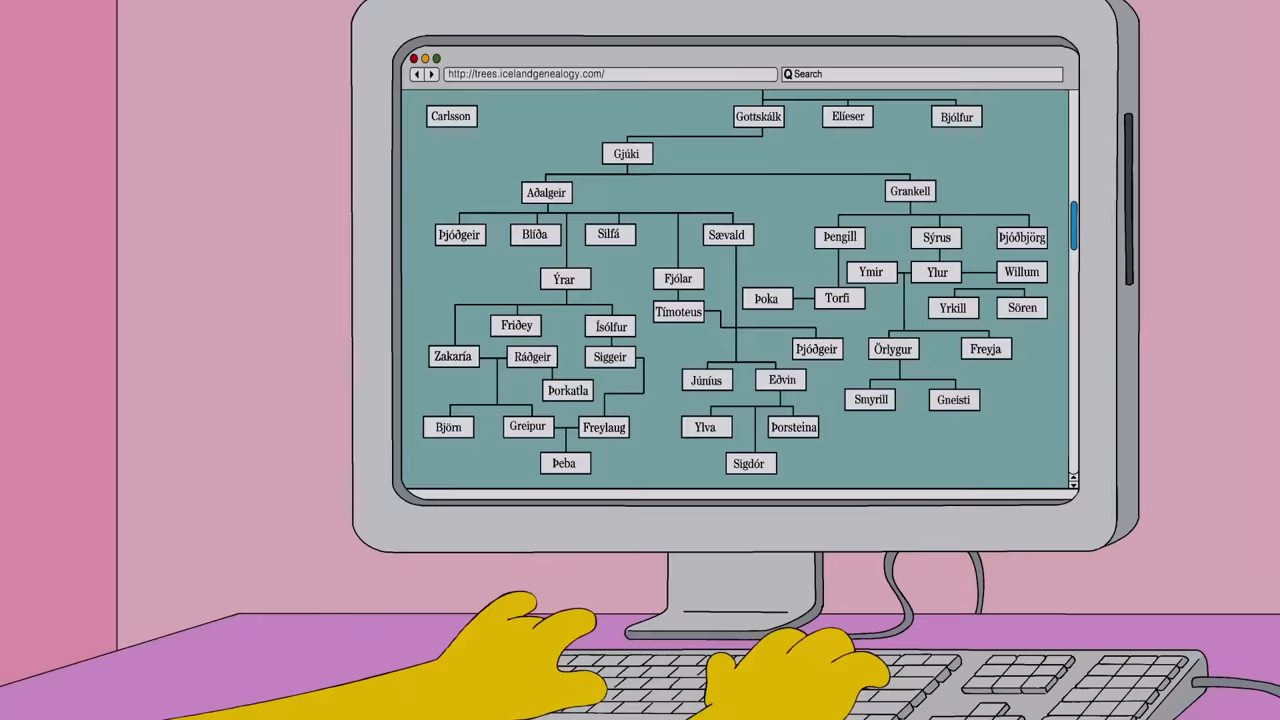 http://trees.icelandgenealogy.com/
Search
Carlsson
Gottskálk
Elíeser
Bjólfur
Gjúki
Aðalgeir
Grankell
Þjóðgeir
Blíða
Silfá
Sævald
Þengill
Sýrus
Þjóðbjörg
Ýrar
Fjólar
Ymir
Ylur
Willum
Þoka
Torfi
Tímoteus
Yrkill
Sören
Friðey
Ísólfur
Þjóðgeir
Örlygur
Freyja
Zakaría
Ráðgeir
Siggeir
Þorkatla
Júníus
Eðvin
Smyrill
Gneisti
Björn
Greipur
Freylaug
Ylva
Þorsteina
Þeba
Sigdór